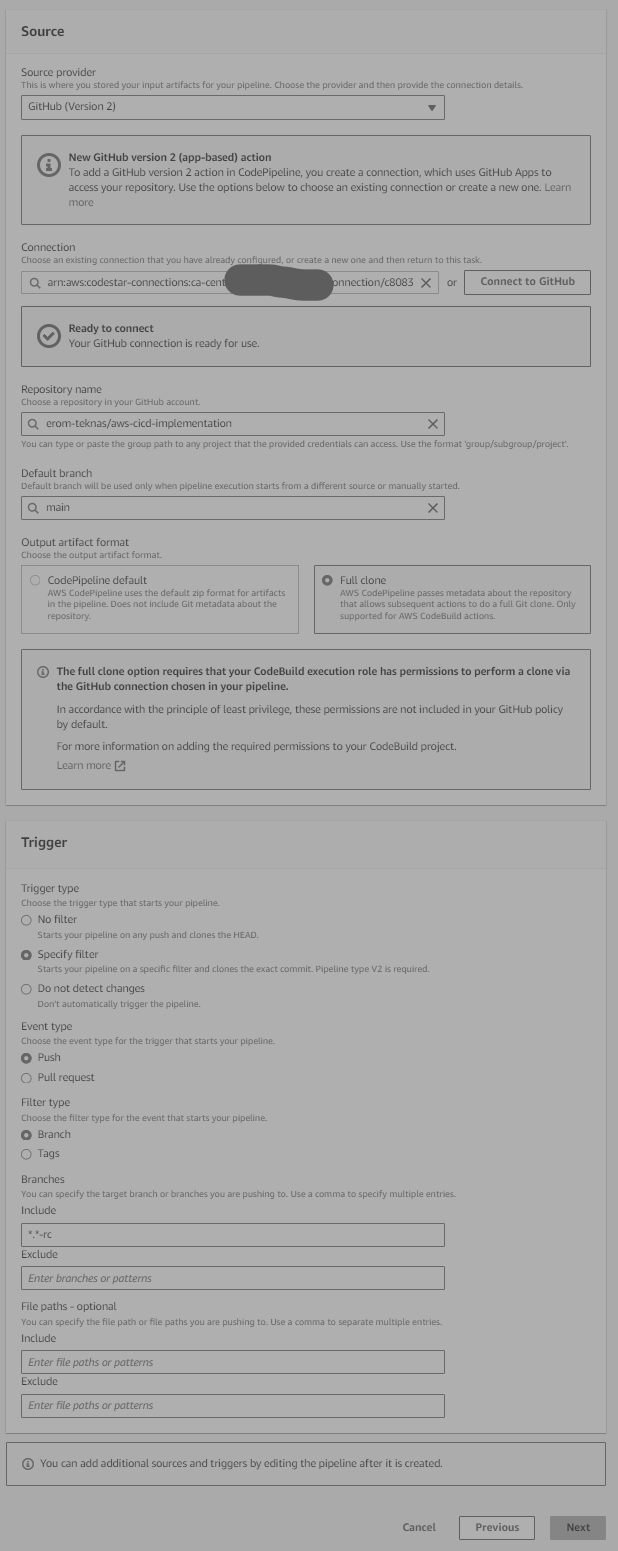 Source
Source provider
This is where you stored your input artifacts for your pipeline. Choose the provider and then provide the connection details.
GitHub (Version 2)
New GitHub version 2 (app-based) action
To add a GitHub version 2 action in CodePipeline, you create a connection, which uses GitHub Apps to
access your repository. Use the options below to choose an existing connection or create a new one. Learn
more
Connection
Choose an existing connection that you have already configured, or create a new one and then return to this task.
arn:aws:codestar-connections:ca-cent onnection/c8083 or Connect to GitHub
Ready to connect
Your GitHub connection is ready for use.
Repository name
Choose a repository in your GitHub account.
erom-teknas/aws-cicd-implementation
You can type or paste the group path to any project that the provided credentials can access. Use the format 'group/subgroup/project'.
Default branch
Default branch will be used only when pipeline execution starts from a different source or manually started.
main
Output artifact format
Choose the output artifact format.
CodePipeline default
AWS CodePipeline uses the default zip format for artifacts
in the pipeline. Does not include Git metadata about the
repository.
Full clone
AWS CodePipeline passes metadata about the repository
that allows subsequent actions to do a full Git clone. Only
supported for AWS CodeBuild actions.
The full clone option requires that your CodeBuild execution role has permissions to perform a clone via
the GitHub connection chosen in your pipeline.
In accordance with the principle of least privilege, these permissions are not included in your GitHub policy
by default.
For more information on adding the required permissions to your CodeBuild project.
Learn more
Trigger
Trigger type
Choose the trigger type that starts your pipeline.
No filter
Starts your pipeline on any push and clones the HEAD.
Specify filter
Starts your pipeline on a specific filter and clones the exact commit. Pipeline type V2 is required.
Do not detect changes
Don't automatically trigger the pipeline.
Event type
Choose the event type for the trigger that starts your pipeline.
Push
Pull request
Filter type
Choose the filter type for the event that starts your pipeline.
Branch
Tags
Branches
You can specify the target branch or branches you are pushing to. Use a comma to specify multiple entries.
Include
*.*-rc
Exclude
Enter branches or patterns
File paths - optional
You can specify the file path or file paths you are pushing to. Use a comma to separate multiple entries.
Include
Enter file paths or patterns
Exclude
Enter file paths or patterns
You can add additional sources and triggers by editing the pipeline after it is created.
Cancel Previous Next